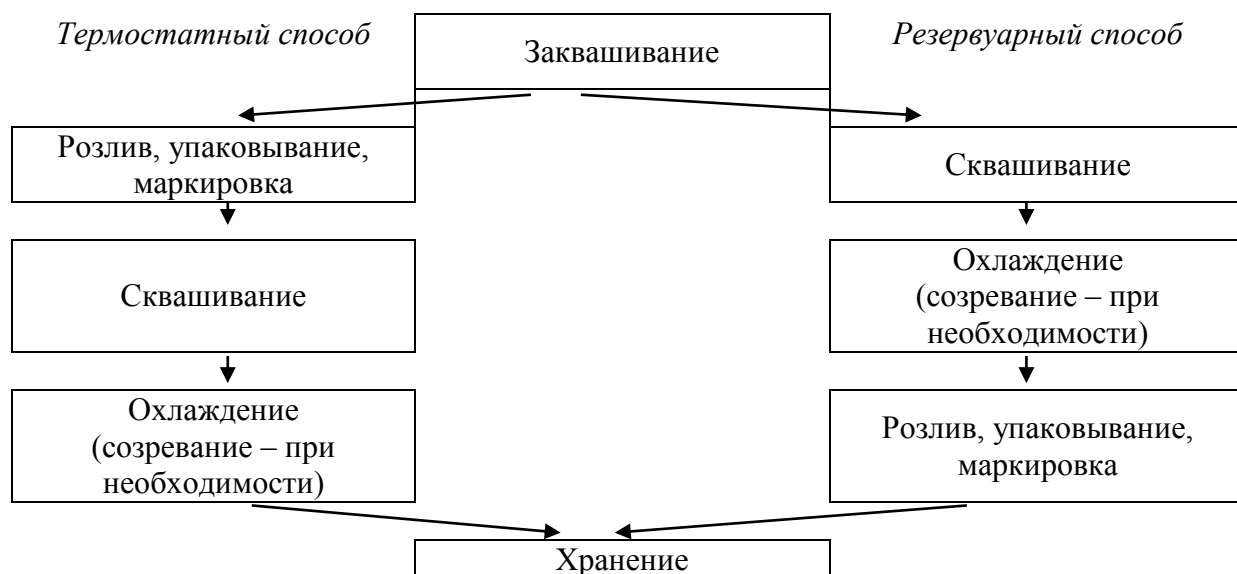 Термостатный способ
Заквашивание
Резервуарный способ
Розлив, упаковывание,
маркировка
Сквашивание
Сквашивание
Охлаждение
(созревание – при
необходимости)
Охлаждение
(созревание – при
необходимости)
Розлив, упаковывание,
маркировка
Хранение